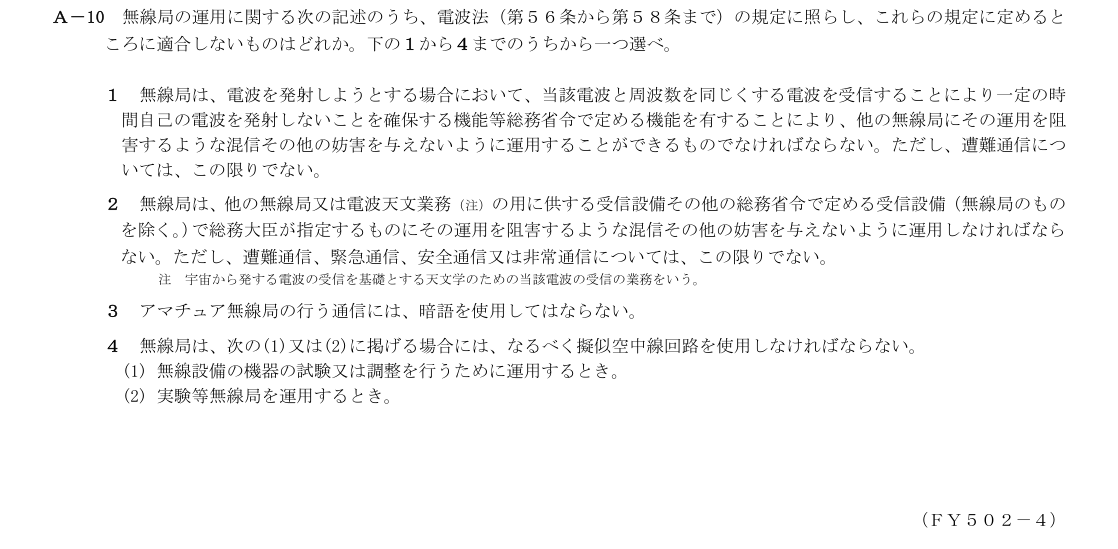 Ａ－10　無線局の運用に関する次の記述のうち、電波法（第５６条から第５８条まで）の規定に照らし、これらの規定に定めると
ころに適合しないものはどれか。下の１から４までのうちから一つ選べ。
１　無線局は、電波を発射しようとする場合において、当該電波と周波数を同じくする電波を受信することにより一定の時
間自己の電波を発射しないことを確保する機能等総務省令で定める機能を有することにより、他の無線局にその運用を阻
害するような混信その他の妨害を与えないように運用することができるものでなければならない。ただし、遭難通信につ
いては、この限りでない。
２　無線局は、他の無線局又は電波天文業務（注）の用に供する受信設備その他の総務省令で定める受信設備（無線局のもの
を除く。）で総務大臣が指定するものにその運用を阻害するような混信その他の妨害を与えないように運用しなければなら
ない。ただし、遭難通信、緊急通信、安全通信又は非常通信については、この限りでない。
注　宇宙から発する電波の受信を基礎とする天文学のための当該電波の受信の業務をいう。
３　アマチュア無線局の行う通信には、暗語を使用してはならない。
４　無線局は、次の(1)又は(2)に掲げる場合には、なるべく擬似空中線回路を使用しなければならない。
(1) 無線設備の機器の試験又は調整を行うために運用するとき。
(2) 実験等無線局を運用するとき。
（ＦＹ５０２－４）